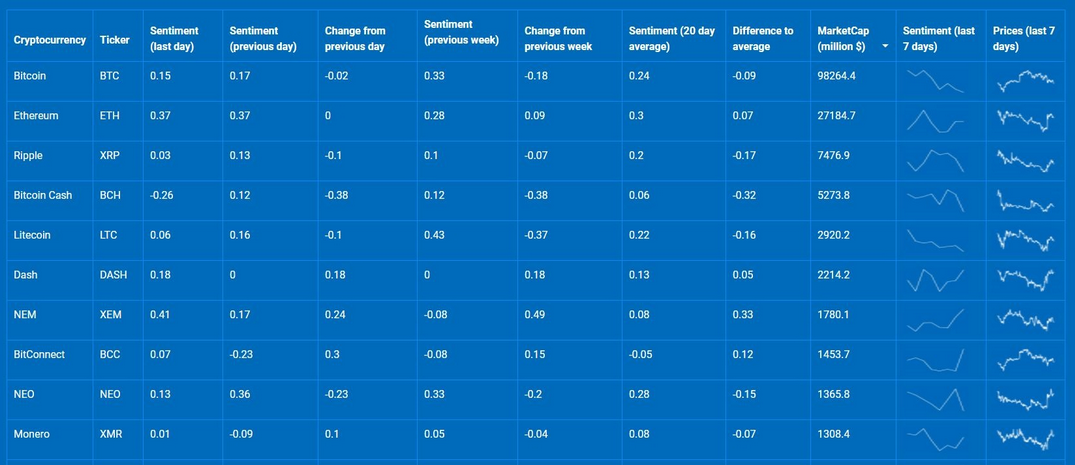 Cryptocurrency Ticker Sentiment (last day) Sentiment (previous day) Change from previous day Sentiment (previous week) Change from previous week Sentiment (20 day average) Difference to average MarketCap (million $) Sentiment (last 7 days) Prices (last 7 days)
Bitcoin BTC 0.15 0.17 -0.02 0.33 -0.18 0.24 -0.09 98264.4
Ethereum ETH 0.37 0.37 0 0.28 0.09 0.3 0.07 27184.7
Ripple XRP 0.03 0.13 -0.1 0.1 -0.07 0.2 -0.17 7476.9
Bitcoin Cash BCH -0.26 0.12 -0.38 0.12 -0.38 0.06 -0.32 5273.8
Litecoin LTC 0.06 0.16 -0.1 0.43 -0.37 0.22 -0.16 2920.2
Dash DASH 0.18 0 0.18 0 0.18 0.13 0.05 2214.2
NEM XEM 0.41 0.17 0.24 -0.08 0.49 0.08 0.33 1780.1
BitConnect BCC 0.07 -0.23 0.3 -0.08 0.15 -0.05 0.12 1453.7
NEO NEO 0.13 0.36 -0.23 0.33 -0.2 0.28 -0.15 1365.8
Monero XMR 0.01 -0.09 0.1 0.05 -0.04 0.08 -0.07 1308.4